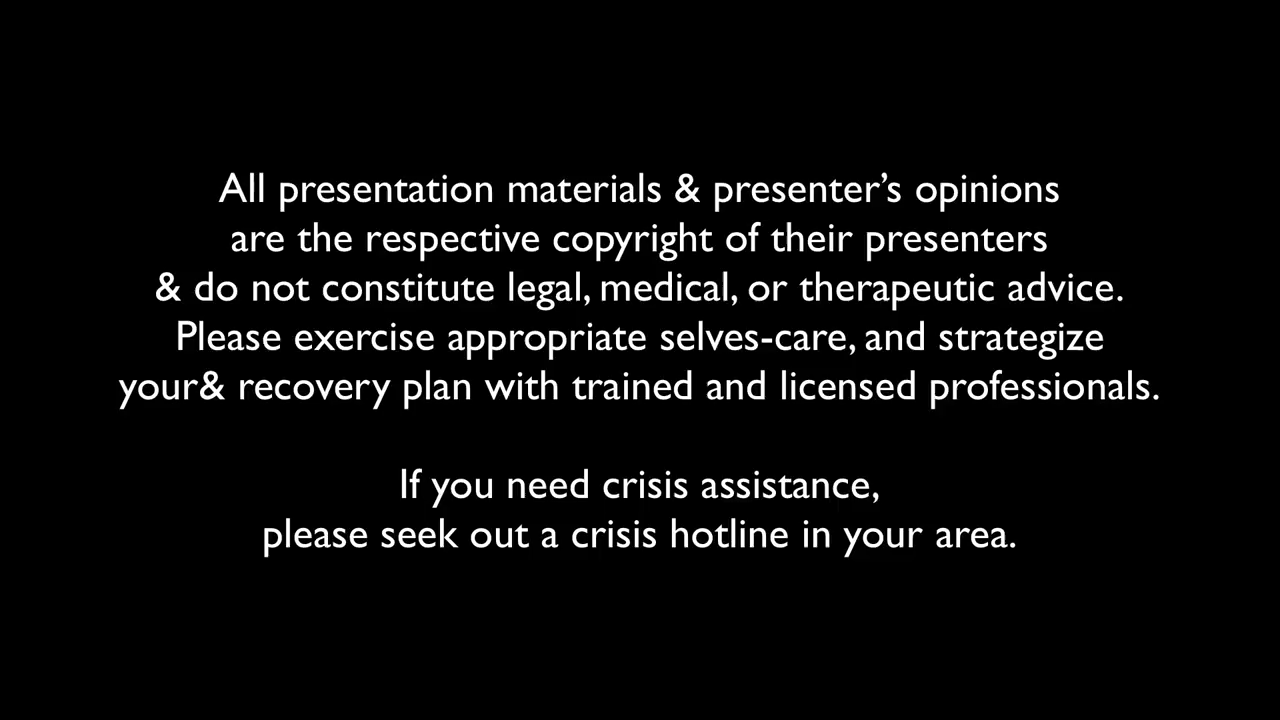 All presentation materials & presenter’s opinions
are the respective copyright of their presenters
& do not constitute legal, medical, or therapeutic advice.
Please exercise appropriate selves-care, and strategize
your& recovery plan with trained and licensed professionals.
If you need crisis assistance,
please seek out a crisis hotline in your area.